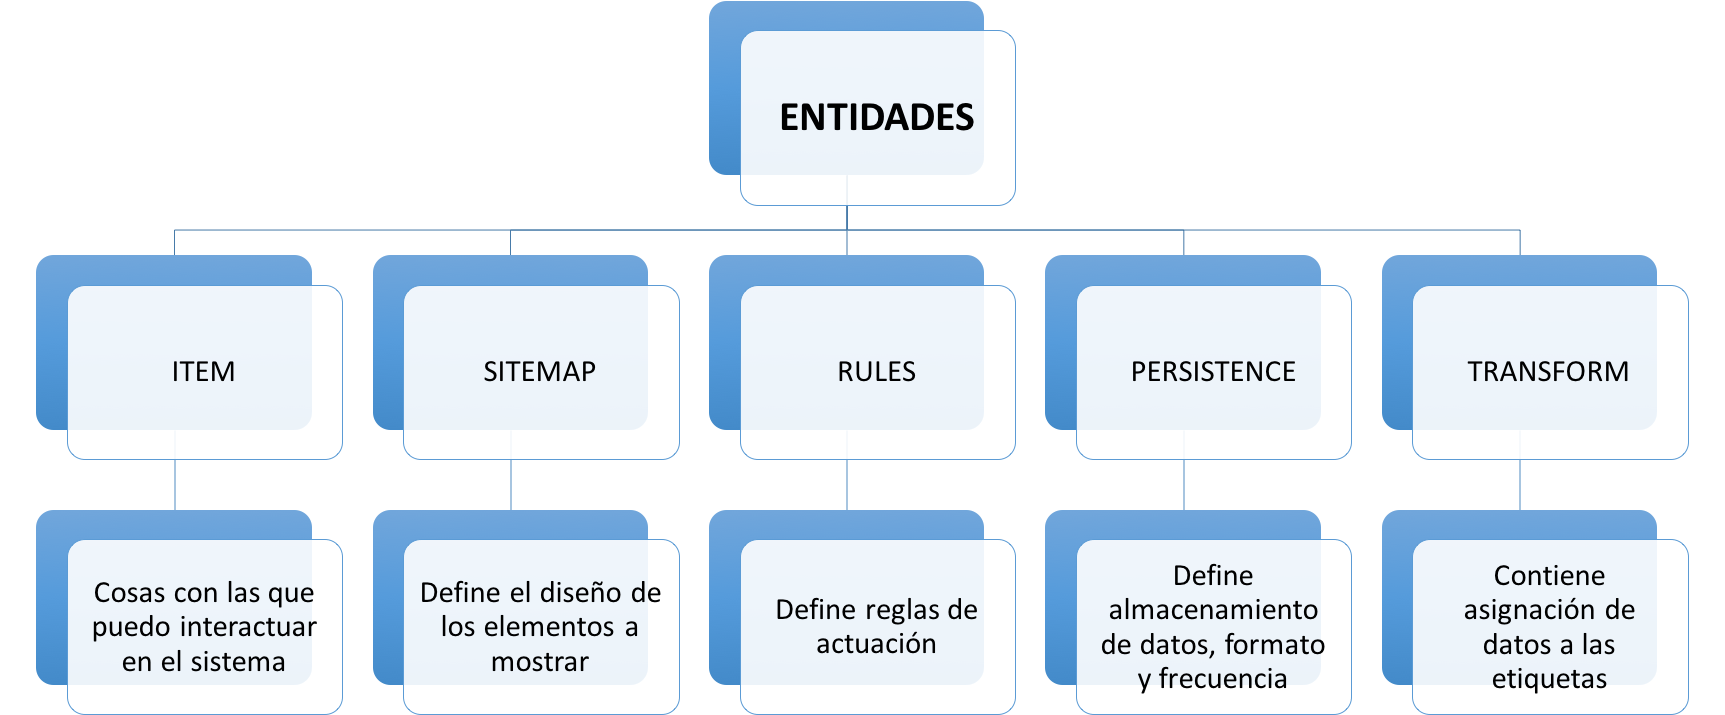 ENTIDADES
ITEM
SITEMAP
RULES
PERSISTENCE
TRANSFORM
Cosas con las que
puedo interactuar
en el sistema
Define el diseño de
los elementos a
mostrar
Define reglas de
actuación
Define
almacenamiento
de datos, formato
y frecuencia
Contiene
asignación de
datos a las
etiquetas